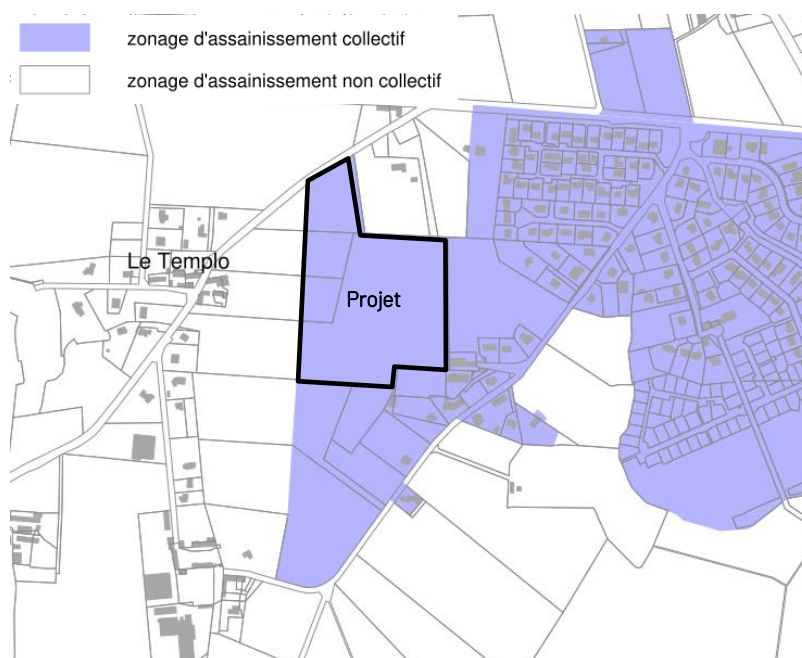 zonage d'assainissement collectif
zonage d'assainissement non collectif
Le Templo
Projet